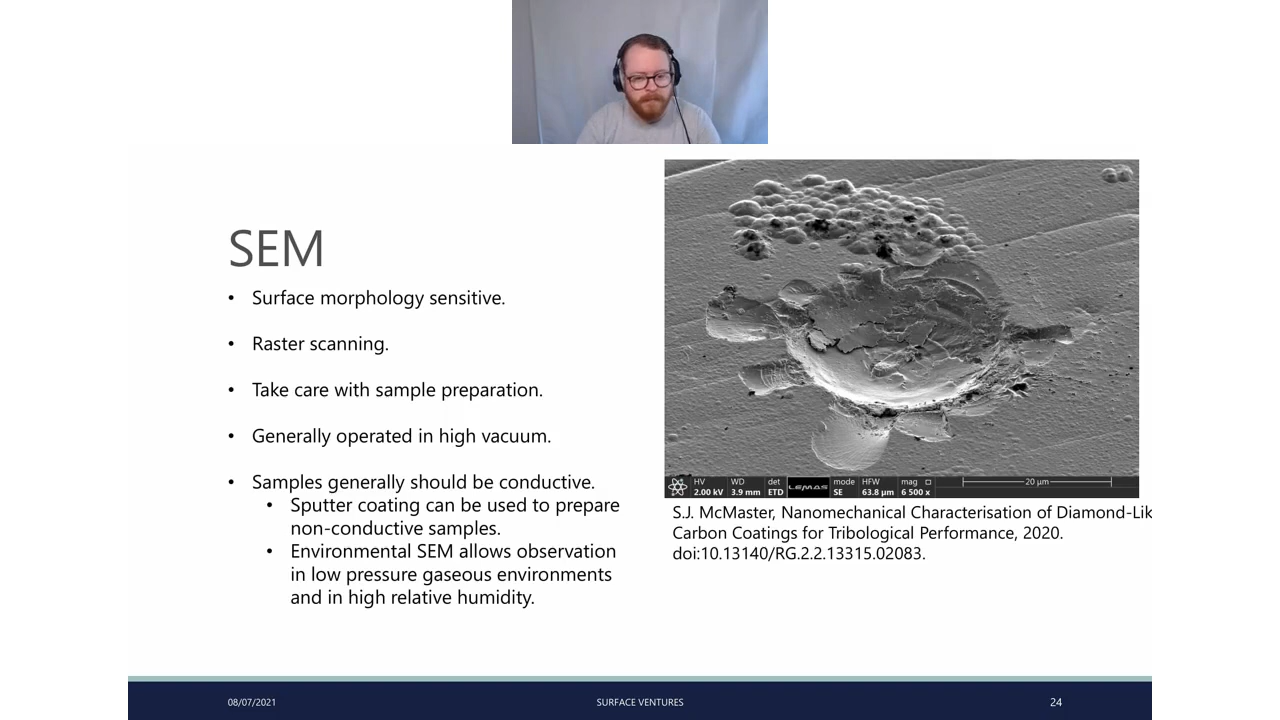 SEM
• Surface morphology sensitive.
• Raster scanning.
• Take care with sample preparation.
• Generally operated in high vacuum.
• Samples generally should be conductive.
• Sputter coating can be used to prepare
non-conductive samples.
• Environmental SEM allows observation
in low pressure gaseous environments
and in high relative humidity.
HV WD det mode HFW mag 20 µm
2.00 kV 3.9 mm ETD LEMAS SE 63.8 µm 6 500 x
S.J. McMaster, Nanomechanical Characterisation of Diamond-Lik
Carbon Coatings for Tribological Performance, 2020.
doi:10.13140/RG.2.2.13315.02083.
08/07/2021 SURFACE VENTURES 24